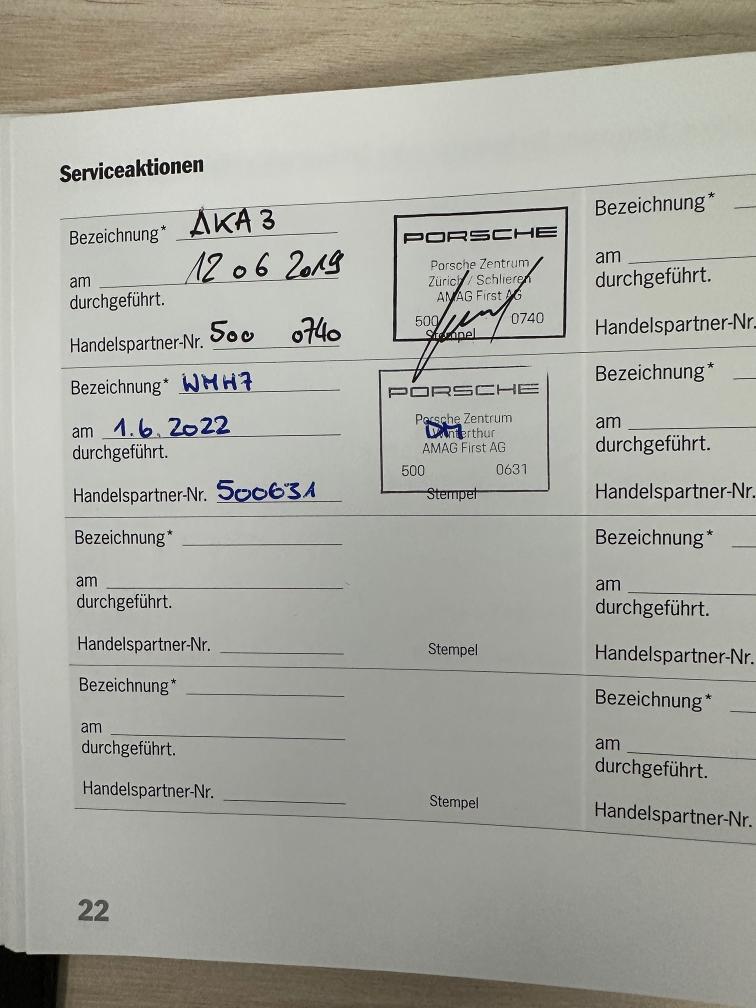 Serviceaktionen
Bezeichnung* AKA3
am 12 06 2019
durchgeführt.
Handelspartner-Nr. 500 0740
PORSCHE
Porsche Zentrum
Zürich / Schlieren
AMAG First AG
500 0740
Stempel
Bezeichnung*
am
durchgeführt.
Handelspartner-Nr.
Bezeichnung* WMH7
am 1.6.2022
durchgeführt.
Handelspartner-Nr. 500631
PORSCHE
Porsche Zentrum
Winterthur
DM
AMAG First AG
500 0631
Stempel
Bezeichnung*
am
durchgeführt.
Handelspartner-Nr.
Bezeichnung*
am
durchgeführt.
Handelspartner-Nr.
Stempel
Bezeichnung*
am
durchgeführt.
Handelspartner-Nr.
Bezeichnung*
am
durchgeführt.
Handelspartner-Nr.
Stempel
Bezeichnung*
am
durchgeführt.
Handelspartner-Nr.
22